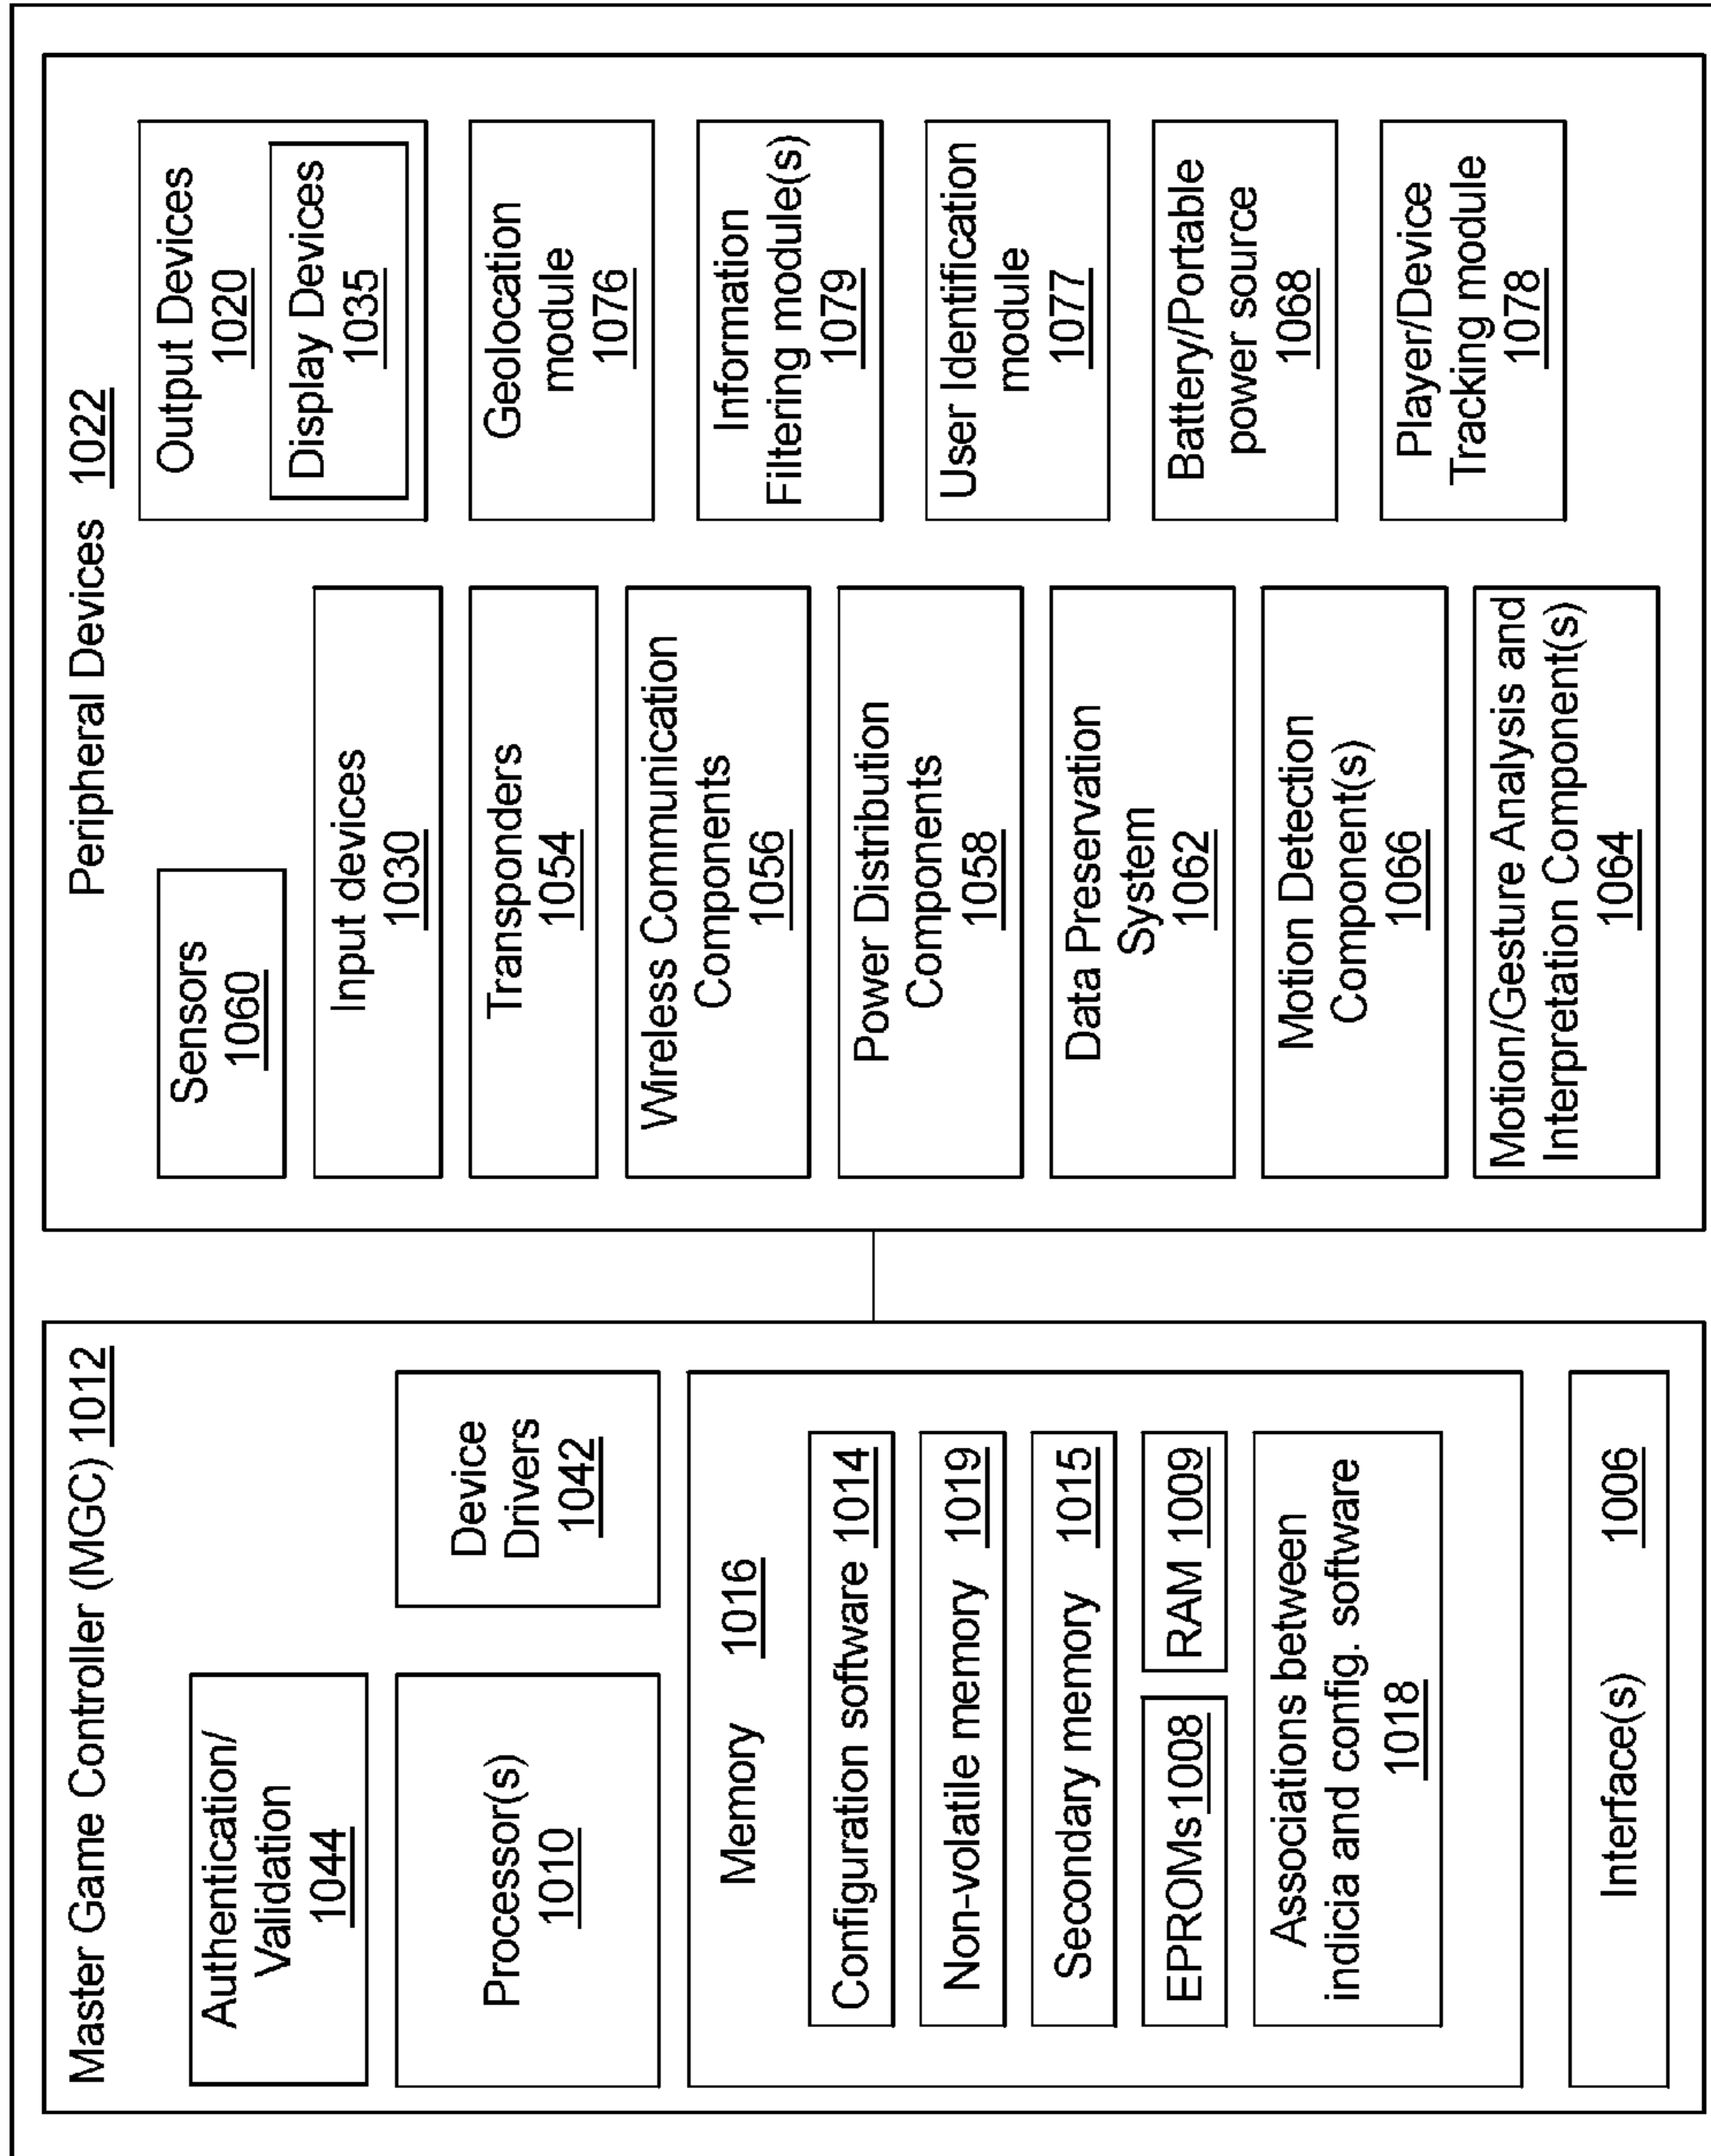 Master Game Controller (MGC) 1012
Authentication/
Validation
1044
Processor(s)
1010
Device
Drivers
1042
Memory 1016
Configuration software 1014
Non-volatile memory 1019
Secondary memory 1015
EPROMs 1008
RAM 1009
Associations between
indicia and config. software
1018
Interface(s) 1006
Peripheral Devices 1022
Sensors
1060
Input devices
1030
Transponders
1054
Wireless Communication
Components
1056
Power Distribution
Components
1058
Data Preservation
System
1062
Motion Detection
Component(s)
1066
Motion/Gesture Analysis and
Interpretation Component(s)
1064
Output Devices
1020
Display Devices
1035
Geolocation
module
1076
Information
Filtering module(s)
1079
User Identification
module
1077
Battery/Portable
power source
1068
Player/Device
Tracking module
1078